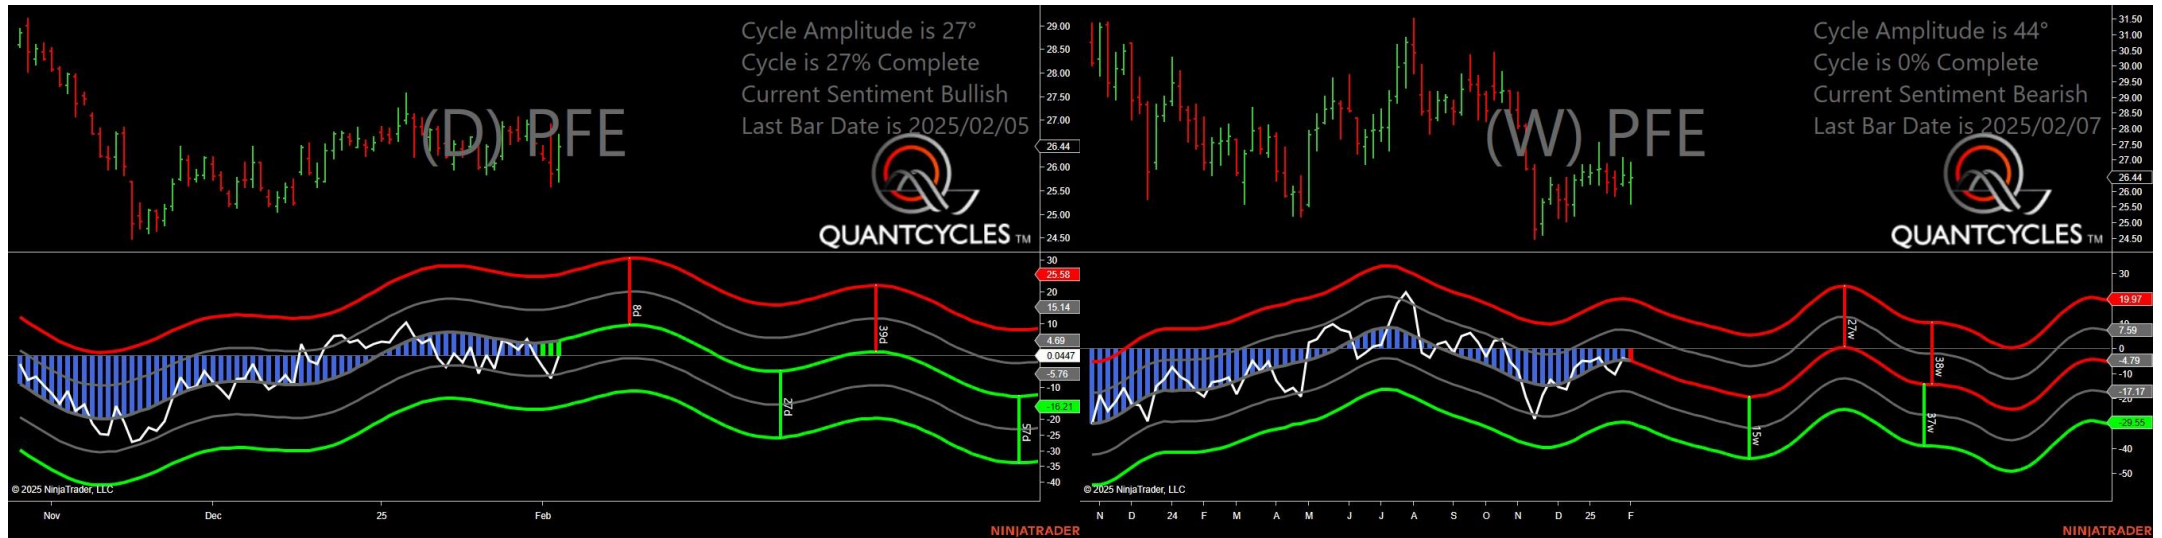 Cycle Amplitude is 27°
Cycle is 27% Complete
Current Sentiment Bullish
Last Bar Date is 2025/02/05
(D) PFE
QUANTCYCLES TM
29.00
28.50
28.00
27.50
27.00
26.44
26.00
25.50
25.00
24.50
30
25.58
20
15.14
10
4.69
0.0447
-5.76
-10
-16.21
-20
-25
-30
-35
-40
8d
39d
27d
57d
© 2025 NinjaTrader, LLC
Nov Dec 25 Feb
NINJATRADER
Cycle Amplitude is 44°
Cycle is 0% Complete
Current Sentiment Bearish
Last Bar Date is 2025/02/07
(W) PFE
QUANTCYCLES TM
31.50
31.00
30.50
30.00
29.50
29.00
28.50
28.00
27.50
27.00
26.44
26.00
25.50
25.00
24.50
30
19.97
7.59
0
-4.79
-10
-17.17
-29.55
-40
-50
27w
38w
15w
37w
© 2025 NinjaTrader, LLC
N D 24 F M A M J J A S O N D 25 F
NINJATRADER